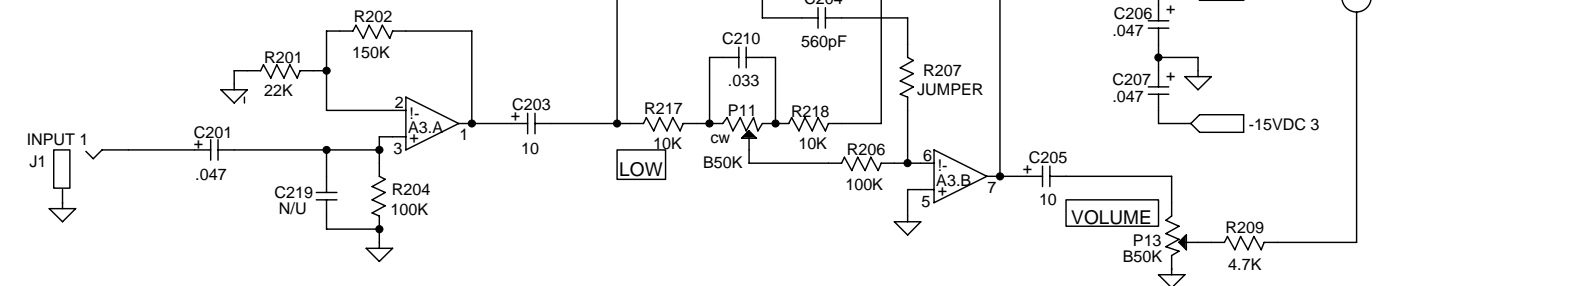 C204
560pF
C206
+
.047
R202
150K
C210
.033
R201
22K
R207
JUMPER
C207
+
.047
2
!-
A3.A
+
3
1
C203
+
10
R217
10K
P11
cw
B50K
R218
10K
-15VDC 3
INPUT 1
J1
C201
+
.047
LOW
R206
100K
6
!-
A3.B
+
5
7
C205
+
10
C219
N/U
R204
100K
VOLUME
P13
B50K
R209
4.7K